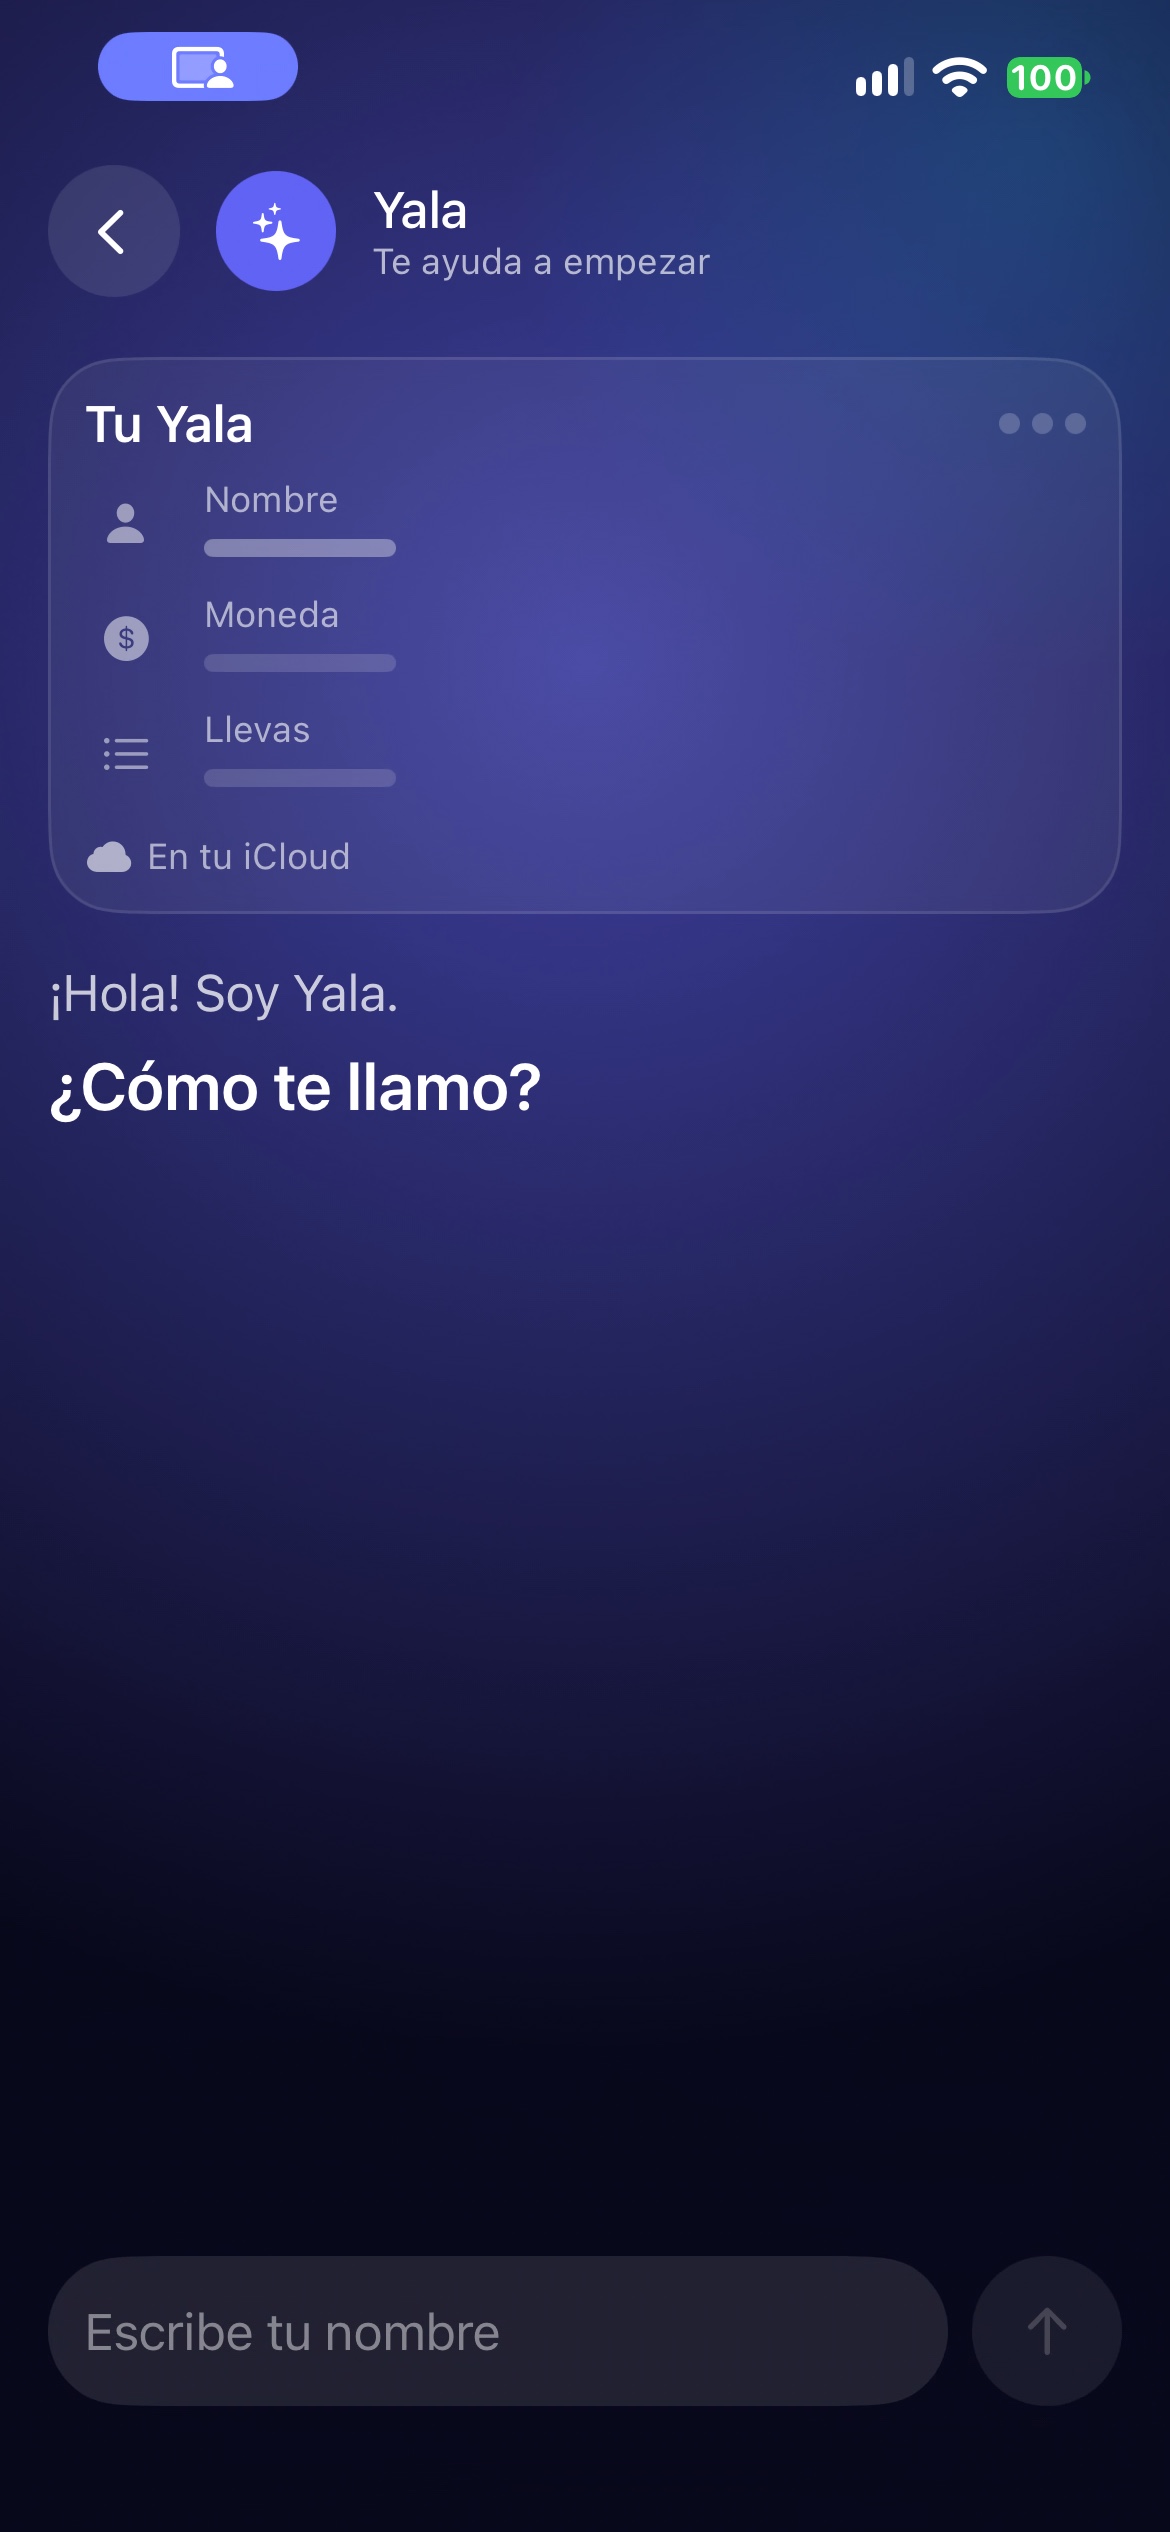 100
Yala
Te ayuda a empezar
Tu Yala
Nombre
$ Moneda
Llevas
En tu iCloud
¡Hola! Soy Yala.
¿Cómo te llamo?
Escribe tu nombre